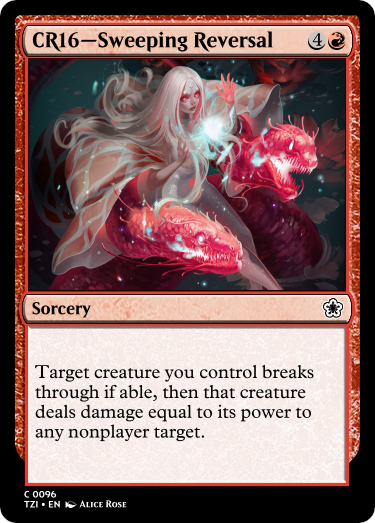 CR16—Sweeping Reversal 4
Sorcery
Target creature you control breaks
through if able, then that creature
deals damage equal to its power to
any nonplayer target.
C 0096
TZI • EN Alice Rose